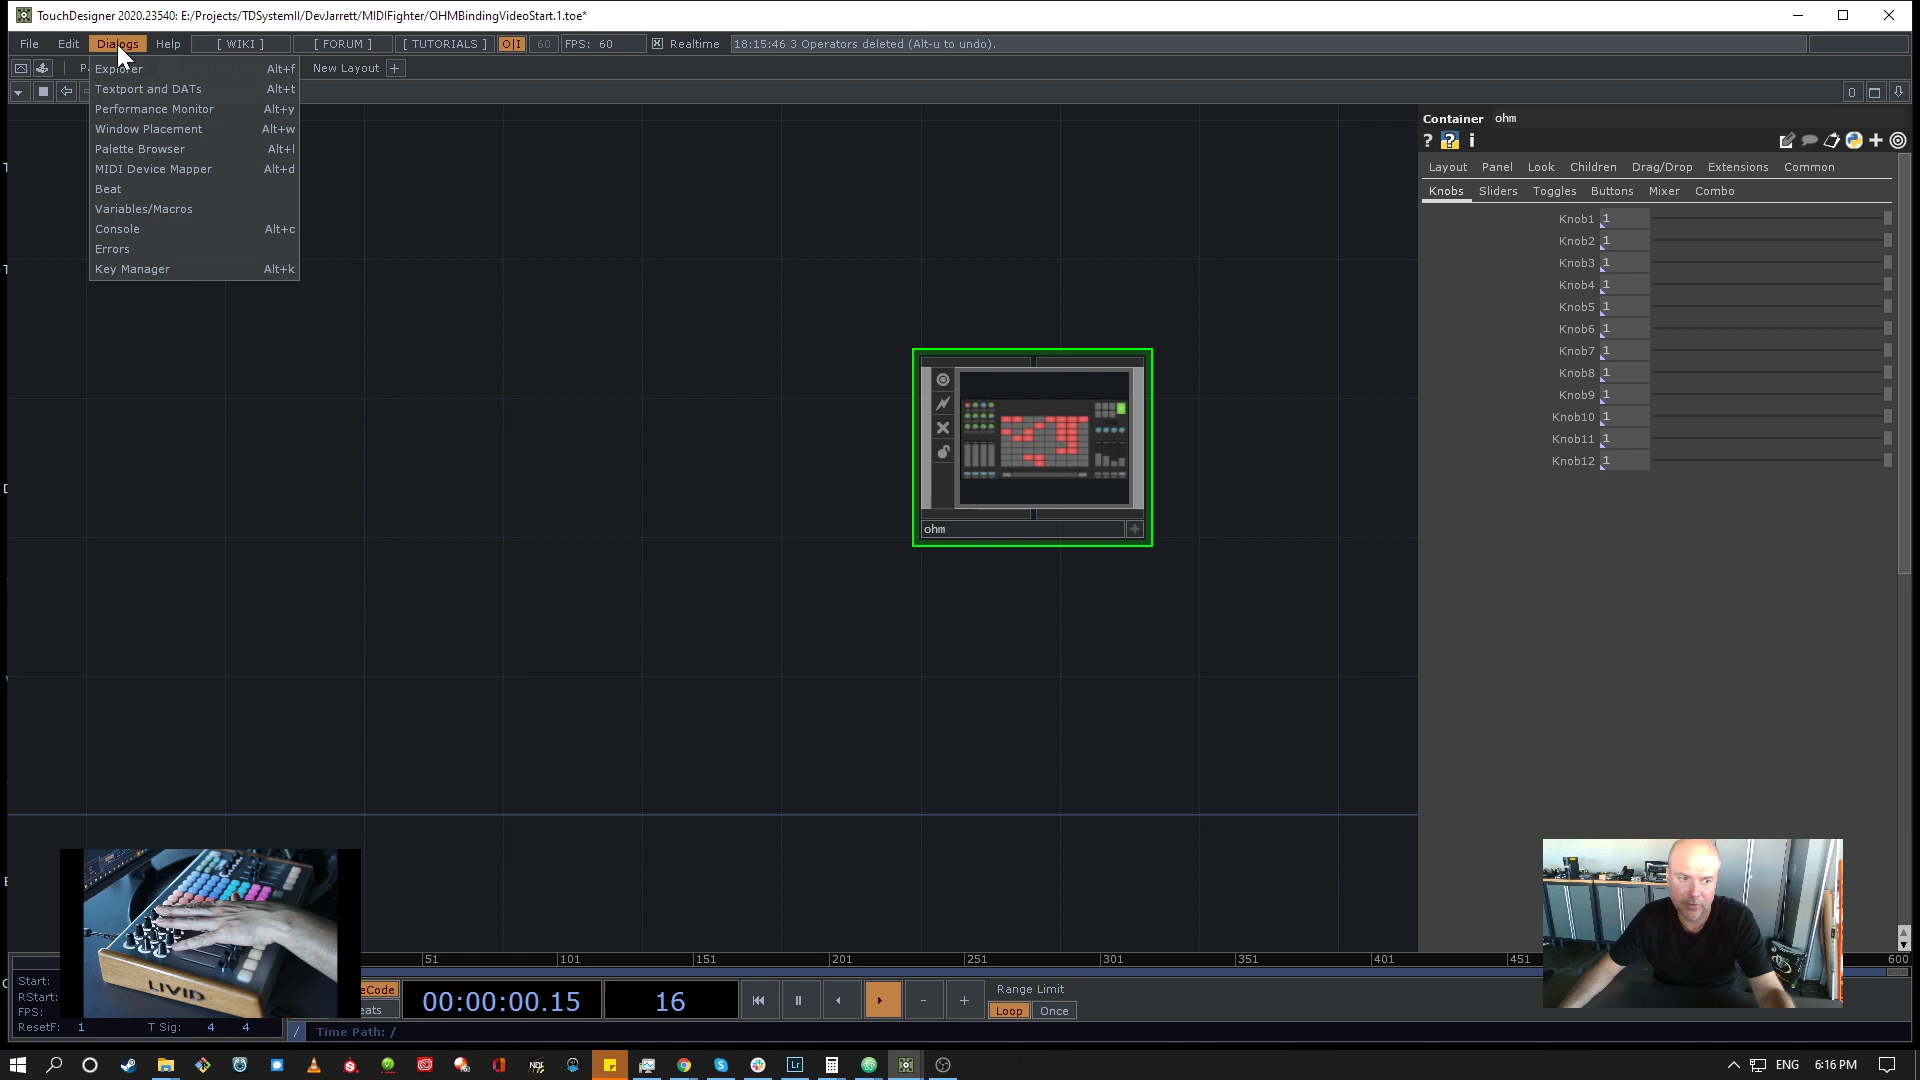 TouchDesigner 2020.23540: E:/Projects/TDSystemII/DevJarrett/MIDIFighter/OHMBindingVideoStart.1.toe*
File Edit Dialogs Help [ WIKI ] [ FORUM ] [ TUTORIALS ] O|I 60 FPS: 60 Realtime 18:15:46 3 Operators deleted (Alt-u to undo).
New Layout +
Explorer Alt+f
Textport and DATs Alt+t
Performance Monitor Alt+y
Window Placement Alt+w
Palette Browser Alt+l
MIDI Device Mapper Alt+d
Beat
Variables/Macros
Console Alt+c
Errors
Key Manager Alt+k
0
Container ohm
? ? i
Layout Panel Look Children Drag/Drop Extensions Common
Knobs Sliders Toggles Buttons Mixer Combo
Knob1 1
Knob2 1
Knob3 1
Knob4 1
Knob5 1
Knob6 1
Knob7 1
Knob8 1
Knob9 1
Knob10 1
Knob11 1
Knob12 1
ohm
LIVID
51 101 151 201 251 301 351 401 451 600
Start:
RStart:
FPS:
ResetF: 1 T Sig: 4 4
eCode
eats
00:00:00.15 16
Range Limit
Loop Once
/ Time Path: /
Lr
ENG 6:16 PM